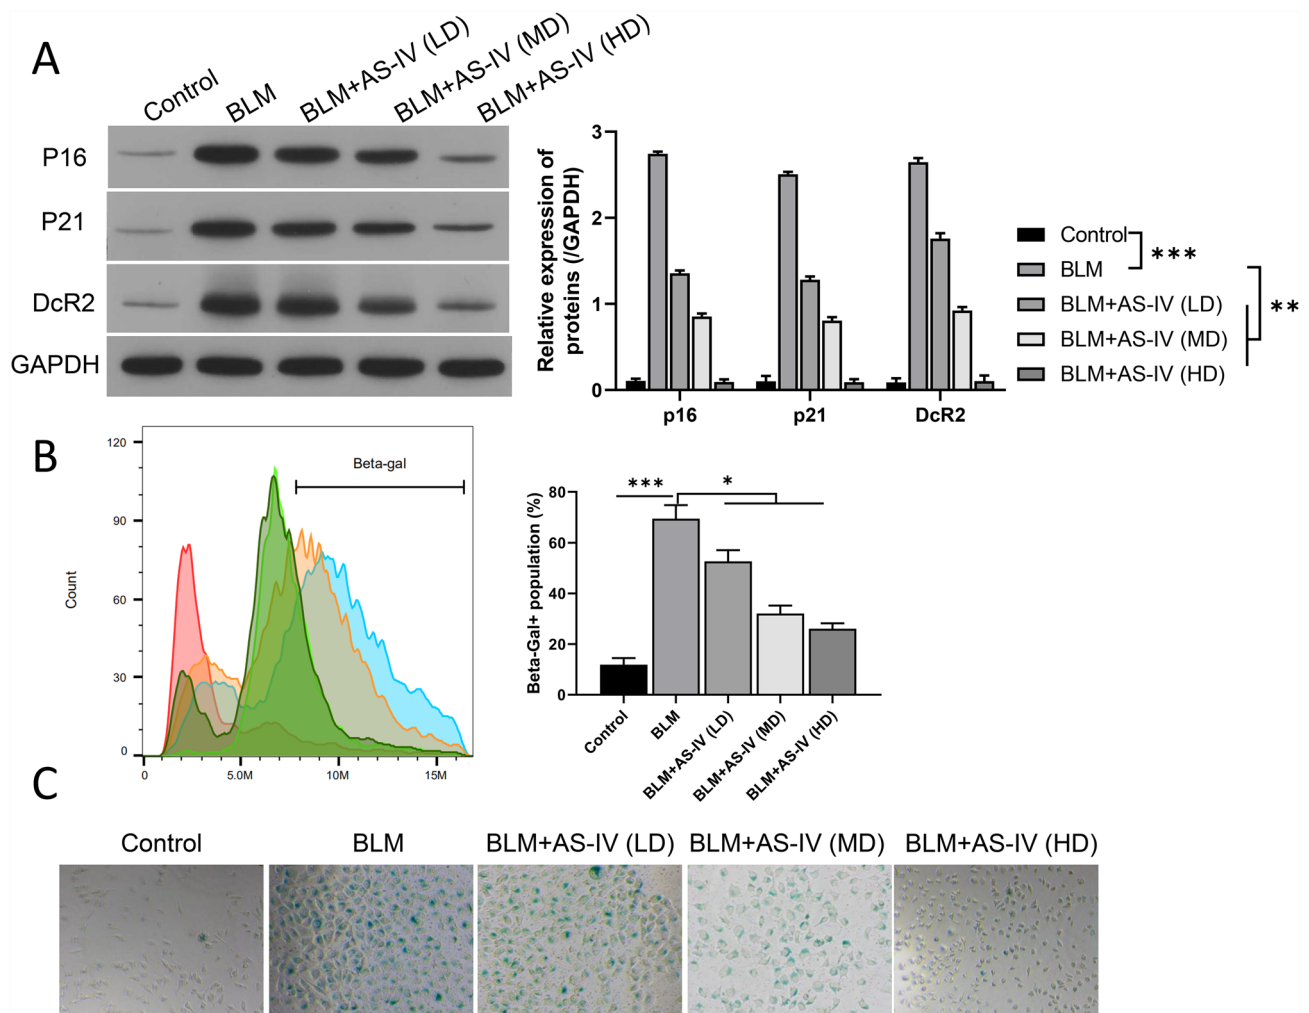 A
Control
BLM
BLM+AS-IV (LD)
BLM+AS-IV (MD)
BLM+AS-IV (HD)
P16
P21
DcR2
GAPDH
Relative expression of
proteins (/GAPDH)
3
2
1
0
p16
p21
DcR2
Control
BLM
BLM+AS-IV (LD)
BLM+AS-IV (MD)
BLM+AS-IV (HD)
***
**
B
Count
120
90
60
30
0
0
5.0M
10M
15M
Beta-gal
Beta-Gal+ population (%)
80
60
40
20
0
***
*
Control
BLM
BLM+AS-IV (LD)
BLM+AS-IV (MD)
BLM+AS-IV (HD)
C
Control
BLM
BLM+AS-IV (LD)
BLM+AS-IV (MD)
BLM+AS-IV (HD)